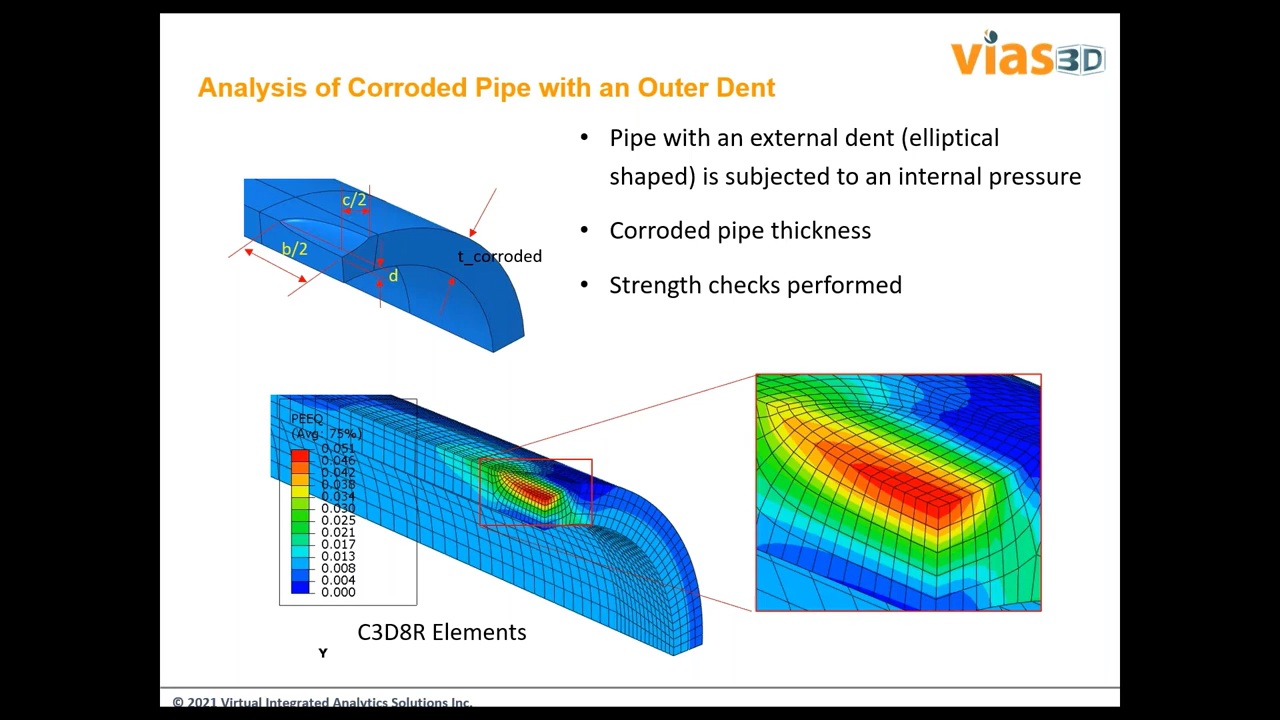 vias3D
Analysis of Corroded Pipe with an Outer Dent
• Pipe with an external dent (elliptical
shaped) is subjected to an internal pressure
• Corroded pipe thickness
• Strength checks performed
c/2
b/2
d
t_corroded
PEEQ
(Avg: 75%)
0.051
0.046
0.042
0.038
0.034
0.030
0.025
0.021
0.017
0.013
0.008
0.004
0.000
C3D8R Elements
Y
© 2021 Virtual Integrated Analytics Solutions Inc.